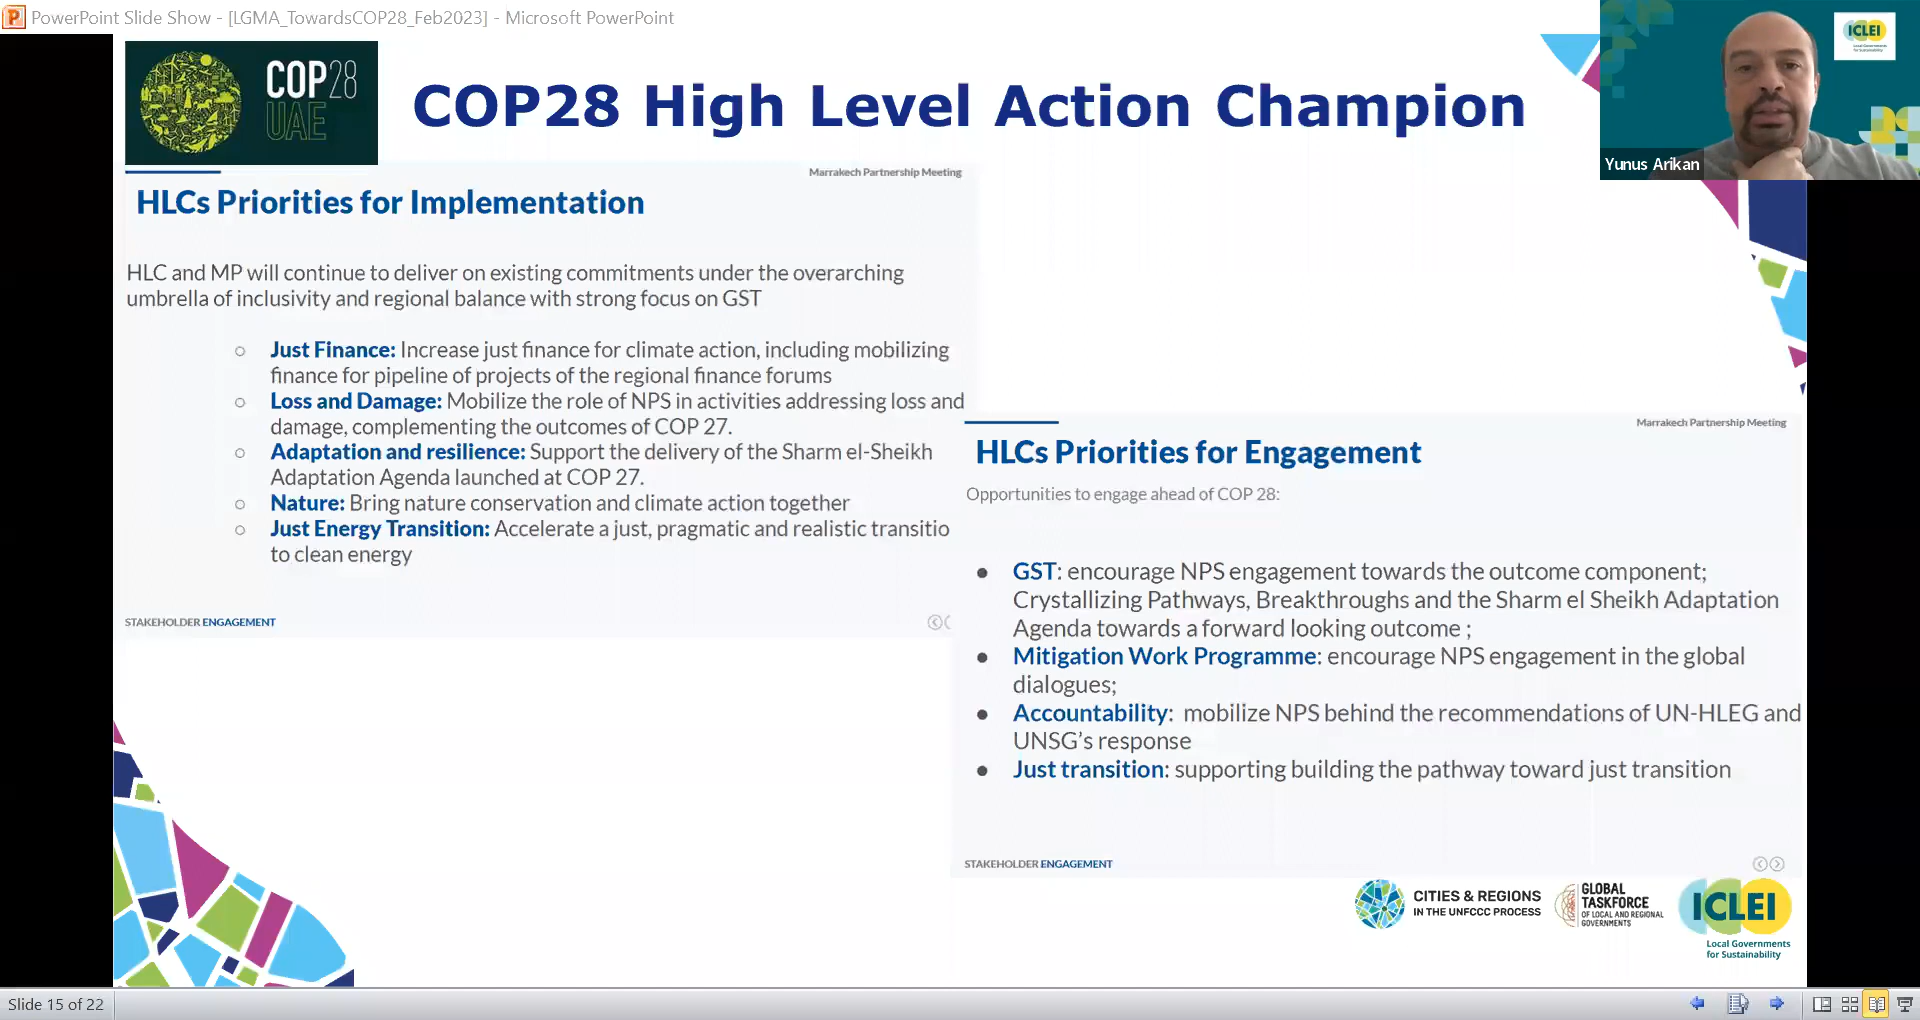 PowerPoint Slide Show - [LGMA_TowardsCOP28_Feb2023] - Microsoft PowerPoint
COP28
UAE
COP28 High Level Action Champion
ICLEI
Local Governments
for Sustainability
Yunus Arikan
Marrakech Partnership Meeting
HLCs Priorities for Implementation
HLC and MP will continue to deliver on existing commitments under the overarching
umbrella of inclusivity and regional balance with strong focus on GST
Just Finance: Increase just finance for climate action, including mobilizing
finance for pipeline of projects of the regional finance forums
Loss and Damage: Mobilize the role of NPS in activities addressing loss and
damage, complementing the outcomes of COP 27.
Adaptation and resilience: Support the delivery of the Sharm el-Sheikh
Adaptation Agenda launched at COP 27.
Nature: Bring nature conservation and climate action together
Just Energy Transition: Accelerate a just, pragmatic and realistic transitio
to clean energy
STAKEHOLDER ENGAGEMENT
Marrakech Partnership Meeting
HLCs Priorities for Engagement
Opportunities to engage ahead of COP 28:
GST: encourage NPS engagement towards the outcome component;
Crystallizing Pathways, Breakthroughs and the Sharm el Sheikh Adaptation
Agenda towards a forward looking outcome ;
Mitigation Work Programme: encourage NPS engagement in the global
dialogues;
Accountability: mobilize NPS behind the recommendations of UN-HLEG and
UNSG's response
Just transition: supporting building the pathway toward just transition
STAKEHOLDER ENGAGEMENT
CITIES & REGIONS
IN THE UNFCCC PROCESS
GLOBAL
TASKFORCE
OF LOCAL AND REGIONAL
GOVERNMENTS
ICLEI
Local Governments
for Sustainability
Slide 15 of 22